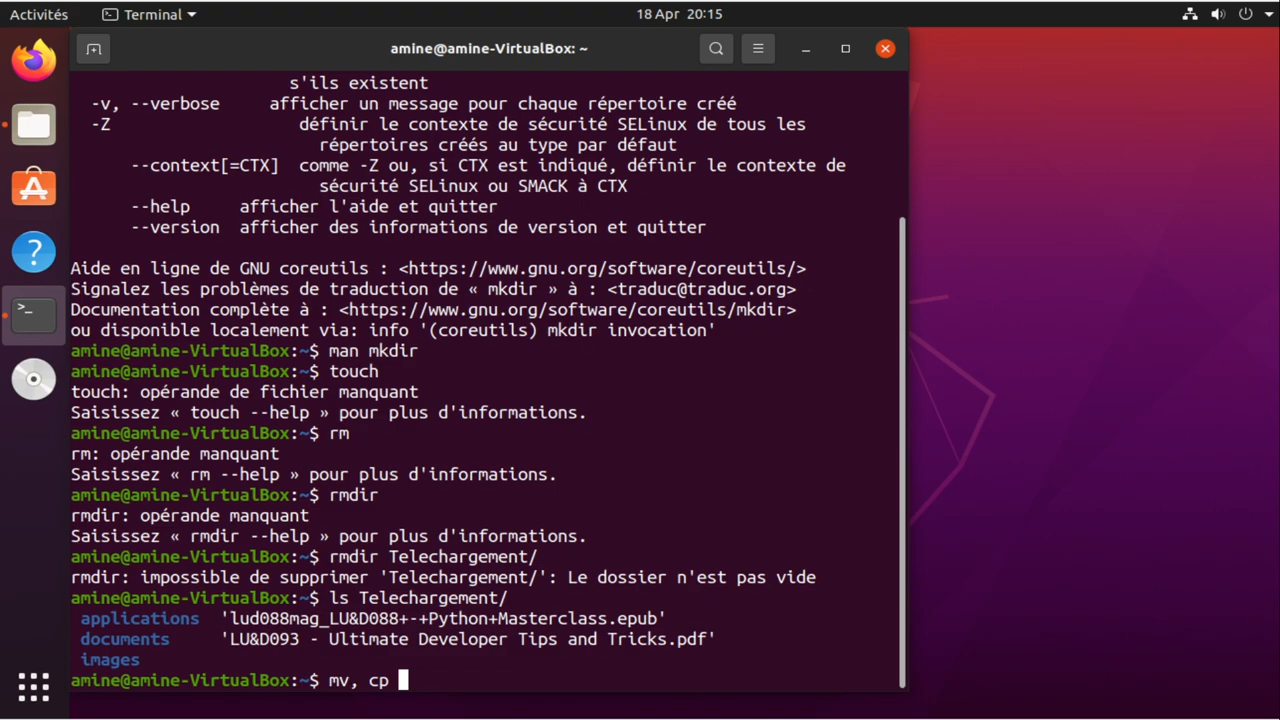 Activités
Terminal
18 Apr 20:15
amine@amine-VirtualBox: ~
s'ils existent
-v, --verbose afficher un message pour chaque répertoire créé
-Z définir le contexte de sécurité SELinux de tous les
répertoires créés au type par défaut
--context[=CTX] comme -Z ou, si CTX est indiqué, définir le contexte de
sécurité SELinux ou SMACK à CTX
--help afficher l'aide et quitter
--version afficher des informations de version et quitter
Aide en ligne de GNU coreutils : <https://www.gnu.org/software/coreutils/>
Signalez les problèmes de traduction de « mkdir » à : <traduc@traduc.org>
Documentation complète à : <https://www.gnu.org/software/coreutils/mkdir>
ou disponible localement via: info '(coreutils) mkdir invocation'
amine@amine-VirtualBox:~$ man mkdir
amine@amine-VirtualBox:~$ touch
touch: opérande de fichier manquant
Saisissez « touch --help » pour plus d'informations.
amine@amine-VirtualBox:~$ rm
rm: opérande manquant
Saisissez « rm --help » pour plus d'informations.
amine@amine-VirtualBox:~$ rmdir
rmdir: opérande manquant
Saisissez « rmdir --help » pour plus d'informations.
amine@amine-VirtualBox:~$ rmdir Telechargement/
rmdir: impossible de supprimer 'Telechargement/': Le dossier n'est pas vide
amine@amine-VirtualBox:~$ ls Telechargement/
applications 'lud088mag_LU&D088+-+Python+Masterclass.epub'
documents 'LU&D093 - Ultimate Developer Tips and Tricks.pdf'
images
amine@amine-VirtualBox:~$ mv, cp